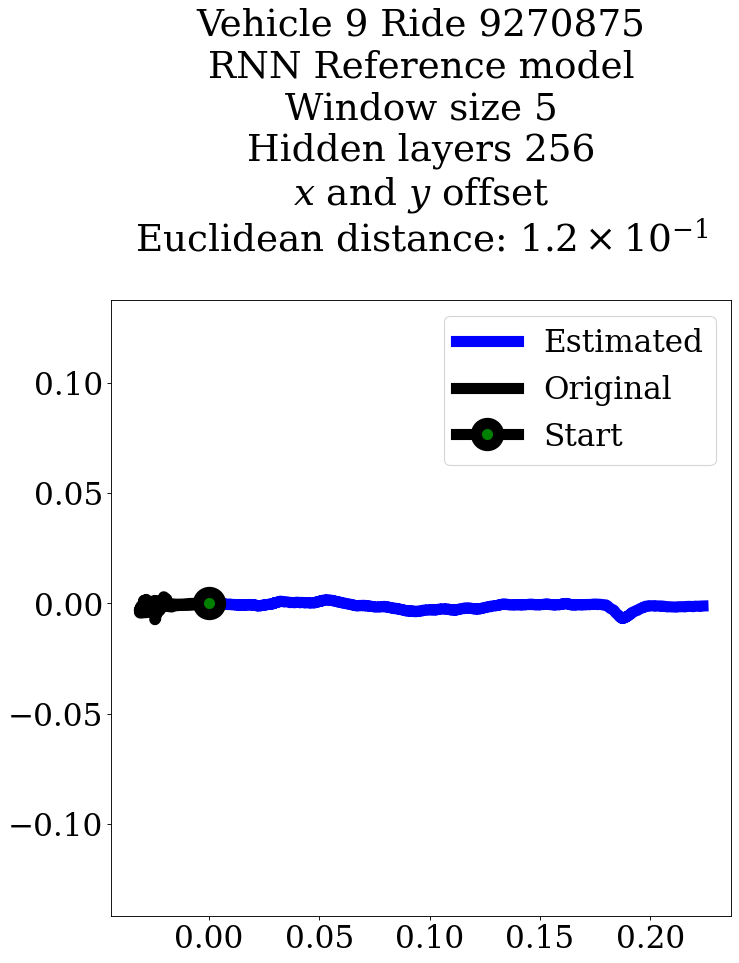 Vehicle 9 Ride 9270875
RNN Reference model
Window size 5
Hidden layers 256
x and y offset
Euclidean distance: 1.2 × 10⁻¹
Estimated
Original
Start
0.10
0.05
0.00
−0.05
−0.10
0.00 0.05 0.10 0.15 0.20